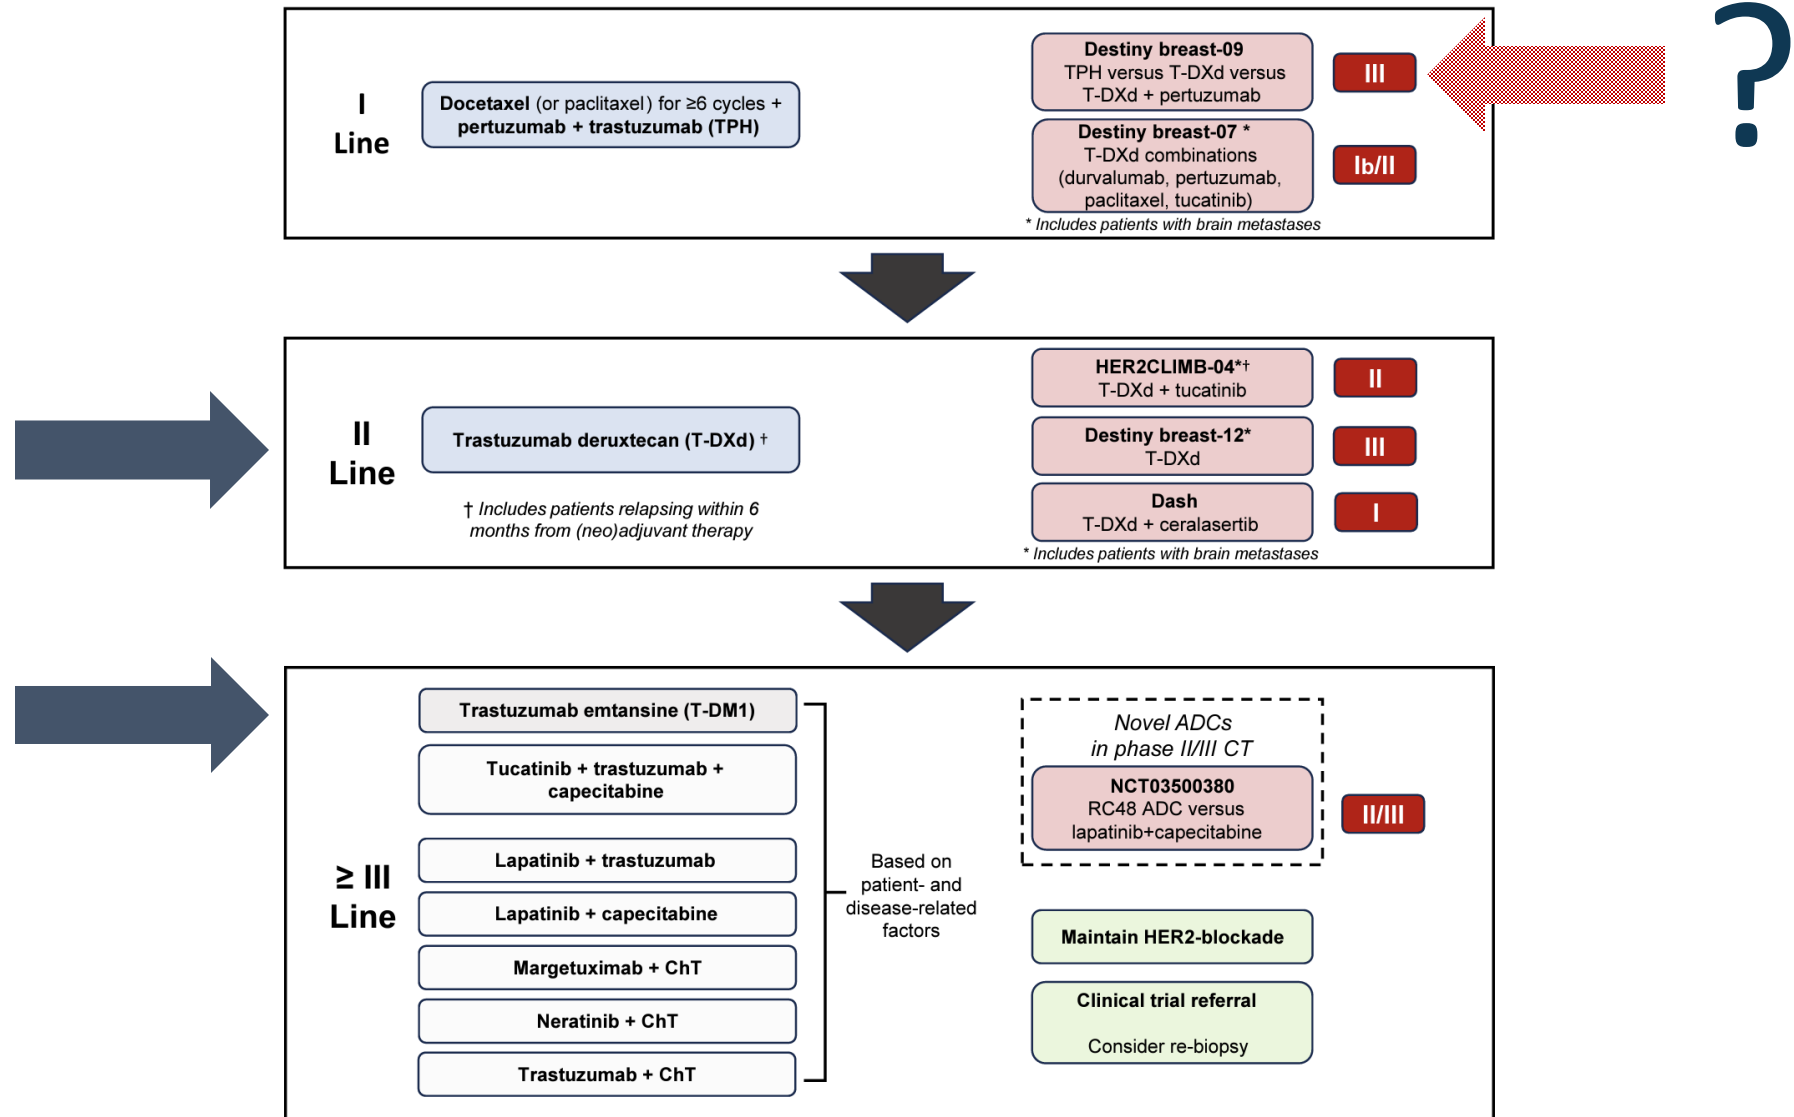 I
Line
Docetaxel (or paclitaxel) for ≥6 cycles +
pertuzumab + trastuzumab (TPH)
Destiny breast-09
TPH versus T-DXd versus
T-DXd + pertuzumab
III
?
Destiny breast-07 *
T-DXd combinations
(durvalumab, pertuzumab,
paclitaxel, tucatinib)
Ib/II
* Includes patients with brain metastases
II
Line
Trastuzumab deruxtecan (T-DXd) †
† Includes patients relapsing within 6
months from (neo)adjuvant therapy
HER2CLIMB-04*†
T-DXd + tucatinib
II
Destiny breast-12*
T-DXd
III
Dash
T-DXd + ceralasertib
I
* Includes patients with brain metastases
≥ III
Line
Trastuzumab emtansine (T-DM1)
Tucatinib + trastuzumab +
capecitabine
Lapatinib + trastuzumab
Lapatinib + capecitabine
Margetuximab + ChT
Neratinib + ChT
Trastuzumab + ChT
Based on
patient- and
disease-related
factors
Novel ADCs
in phase II/III CT
NCT03500380
RC48 ADC versus
lapatinib+capecitabine
II/III
Maintain HER2-blockade
Clinical trial referral
Consider re-biopsy